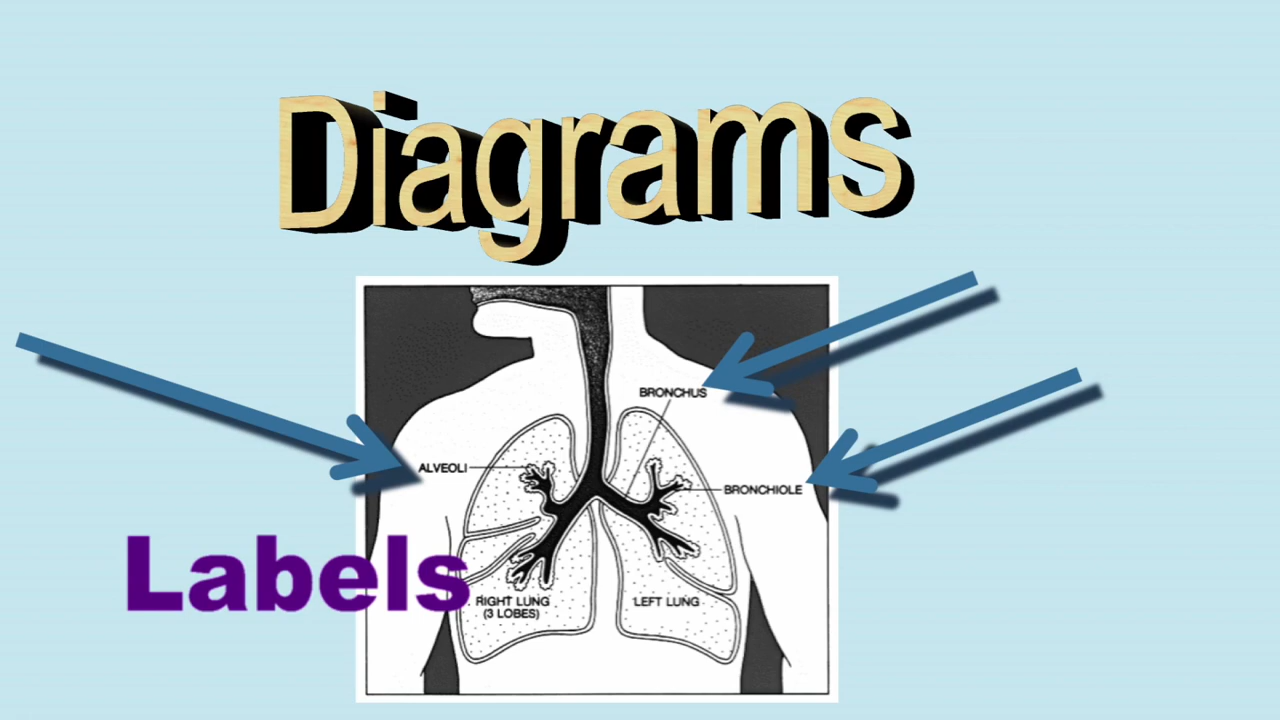 Diagrams
BRONCHUS
ALVEOLI
BRONCHIOLE
Labels
RIGHT LUNG
(3 LOBES)
LEFT LUNG